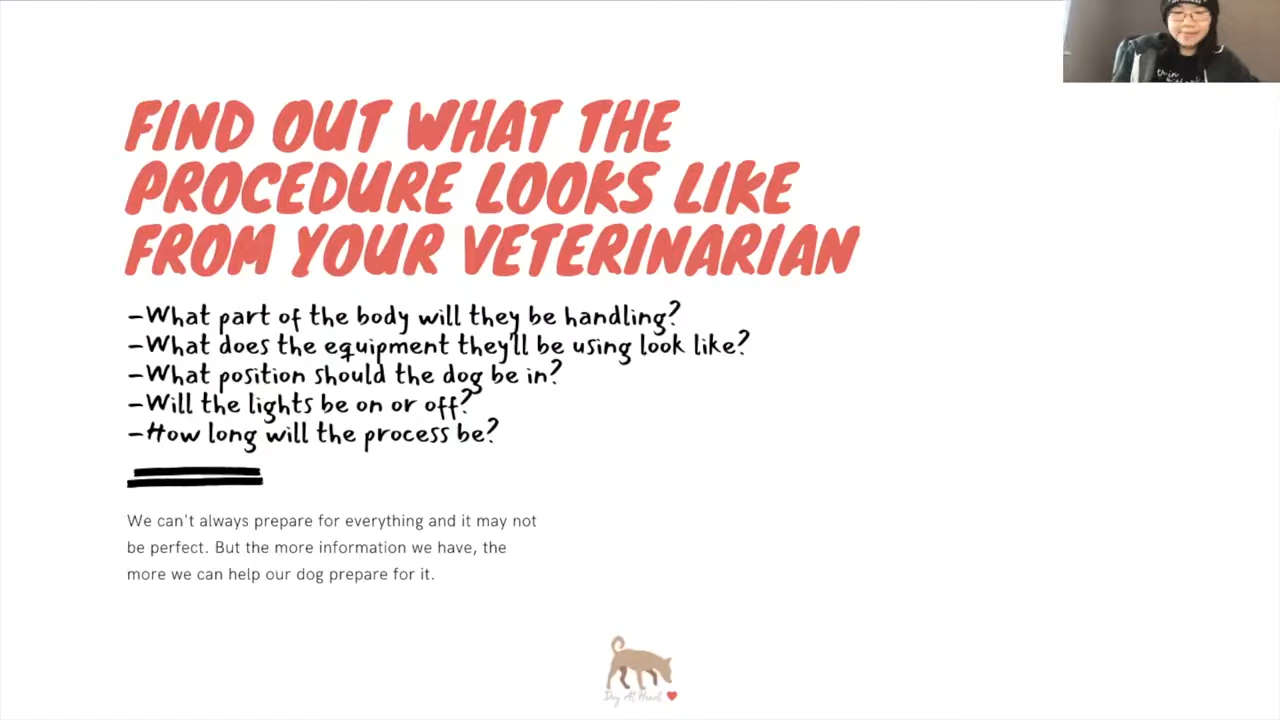 FIND OUT WHAT THE
PROCEDURE LOOKS LIKE
FROM YOUR VETERINARIAN
-What part of the body will they be handling?
-What does the equipment they'll be using look like?
-What position should the dog be in?
-Will the lights be on or off?
-How long will the process be?
We can't always prepare for everything and it may not
be perfect. But the more information we have, the
more we can help our dog prepare for it.
Dog At Heart